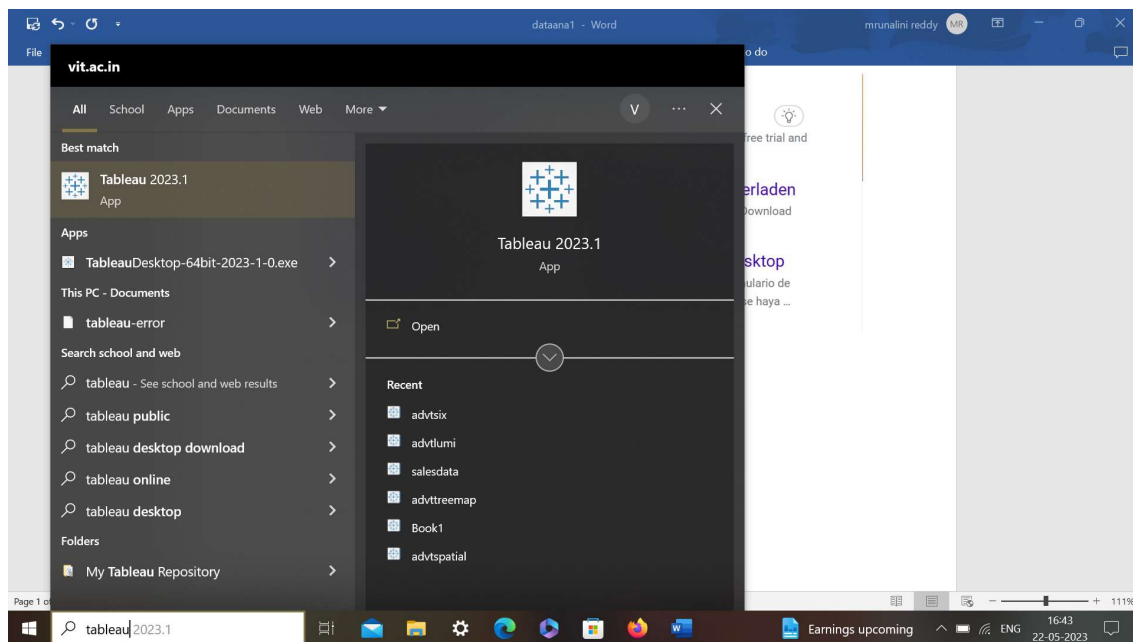 dataana1 - Word
mrunalini reddy
MR
File
o do
vit.ac.in
All School Apps Documents Web More
V
Best match
Tableau 2023.1
App
Apps
TableauDesktop-64bit-2023-1-0.exe
This PC - Documents
tableau-error
Search school and web
tableau - See school and web results
tableau public
tableau desktop download
tableau online
tableau desktop
Folders
My Tableau Repository
Tableau 2023.1
App
Open
Recent
advtsix
advtlumi
salesdata
advttreemap
Book1
advtspatial
free trial and
erladen
Download
sktop
ulario de
se haya ...
Page 1 of
111%
tableau 2023.1
Earnings upcoming
ENG
16:43
22-05-2023